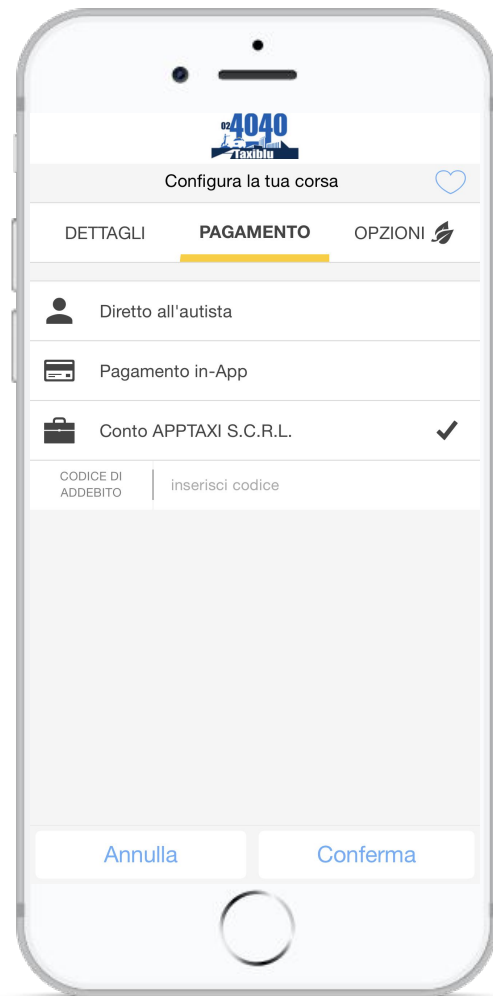 02 4040
Taxiblu
Configura la tua corsa
DETTAGLI PAGAMENTO OPZIONI
Diretto all'autista
Pagamento in-App
Conto APPTAXI S.C.R.L.
CODICE DI
ADDEBITO
inserisci codice
Annulla Conferma